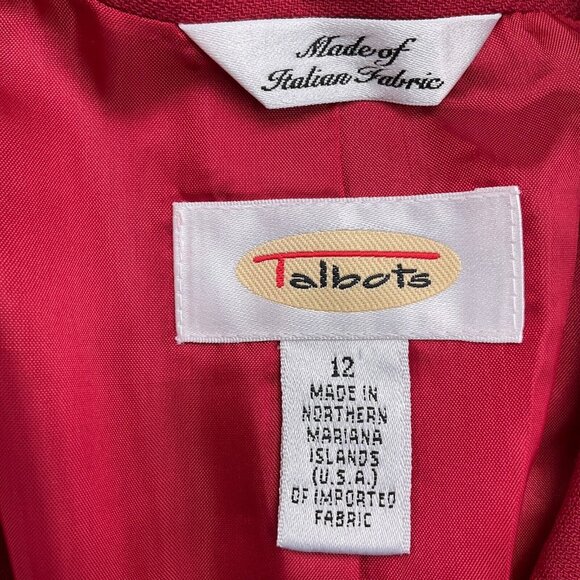 Made of
Italian Fabric
Talbots
12
MADE IN
NORTHERN
MARIANA
ISLANDS
(U.S.A.)
OF IMPORTED
FABRIC